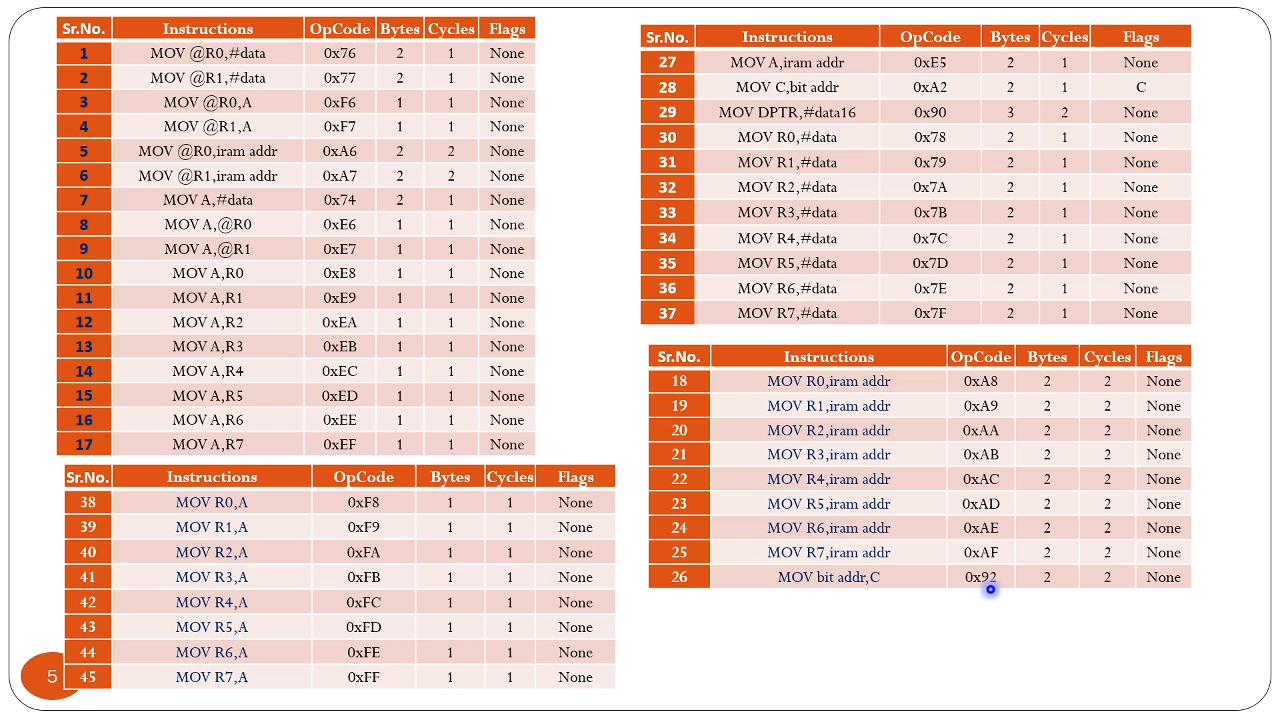 Sr.No. Instructions OpCode Bytes Cycles Flags
1 MOV @R0,#data 0x76 2 1 None
2 MOV @R1,#data 0x77 2 1 None
3 MOV @R0,A 0xF6 1 1 None
4 MOV @R1,A 0xF7 1 1 None
5 MOV @R0,iram addr 0xA6 2 2 None
6 MOV @R1,iram addr 0xA7 2 2 None
7 MOV A,#data 0x74 2 1 None
8 MOV A,@R0 0xE6 1 1 None
9 MOV A,@R1 0xE7 1 1 None
10 MOV A,R0 0xE8 1 1 None
11 MOV A,R1 0xE9 1 1 None
12 MOV A,R2 0xEA 1 1 None
13 MOV A,R3 0xEB 1 1 None
14 MOV A,R4 0xEC 1 1 None
15 MOV A,R5 0xED 1 1 None
16 MOV A,R6 0xEE 1 1 None
17 MOV A,R7 0xEF 1 1 None
Sr.No. Instructions OpCode Bytes Cycles Flags
38 MOV R0,A 0xF8 1 1 None
39 MOV R1,A 0xF9 1 1 None
40 MOV R2,A 0xFA 1 1 None
41 MOV R3,A 0xFB 1 1 None
42 MOV R4,A 0xFC 1 1 None
43 MOV R5,A 0xFD 1 1 None
44 MOV R6,A 0xFE 1 1 None
45 MOV R7,A 0xFF 1 1 None
5
Sr.No. Instructions OpCode Bytes Cycles Flags
27 MOV A,iram addr 0xE5 2 1 None
28 MOV C,bit addr 0xA2 2 1 C
29 MOV DPTR,#data16 0x90 3 2 None
30 MOV R0,#data 0x78 2 1 None
31 MOV R1,#data 0x79 2 1 None
32 MOV R2,#data 0x7A 2 1 None
33 MOV R3,#data 0x7B 2 1 None
34 MOV R4,#data 0x7C 2 1 None
35 MOV R5,#data 0x7D 2 1 None
36 MOV R6,#data 0x7E 2 1 None
37 MOV R7,#data 0x7F 2 1 None
Sr.No. Instructions OpCode Bytes Cycles Flags
18 MOV R0,iram addr 0xA8 2 2 None
19 MOV R1,iram addr 0xA9 2 2 None
20 MOV R2,iram addr 0xAA 2 2 None
21 MOV R3,iram addr 0xAB 2 2 None
22 MOV R4,iram addr 0xAC 2 2 None
23 MOV R5,iram addr 0xAD 2 2 None
24 MOV R6,iram addr 0xAE 2 2 None
25 MOV R7,iram addr 0xAF 2 2 None
26 MOV bit addr,C 0x92 2 2 None